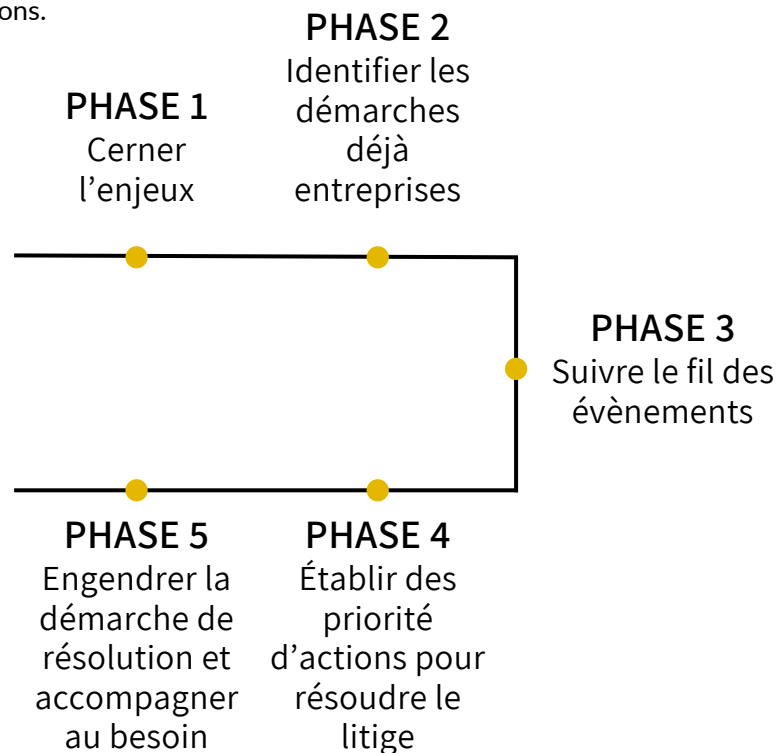 ons.
PHASE 1
Cerner
l'enjeux
PHASE 2
Identifier les
démarches
déjà
entreprises
PHASE 3
Suivre le fil des
évènements
PHASE 4
Établir des
priorité
d'actions pour
résoudre le
litige
PHASE 5
Engendrer la
démarche de
résolution et
accompagner
au besoin